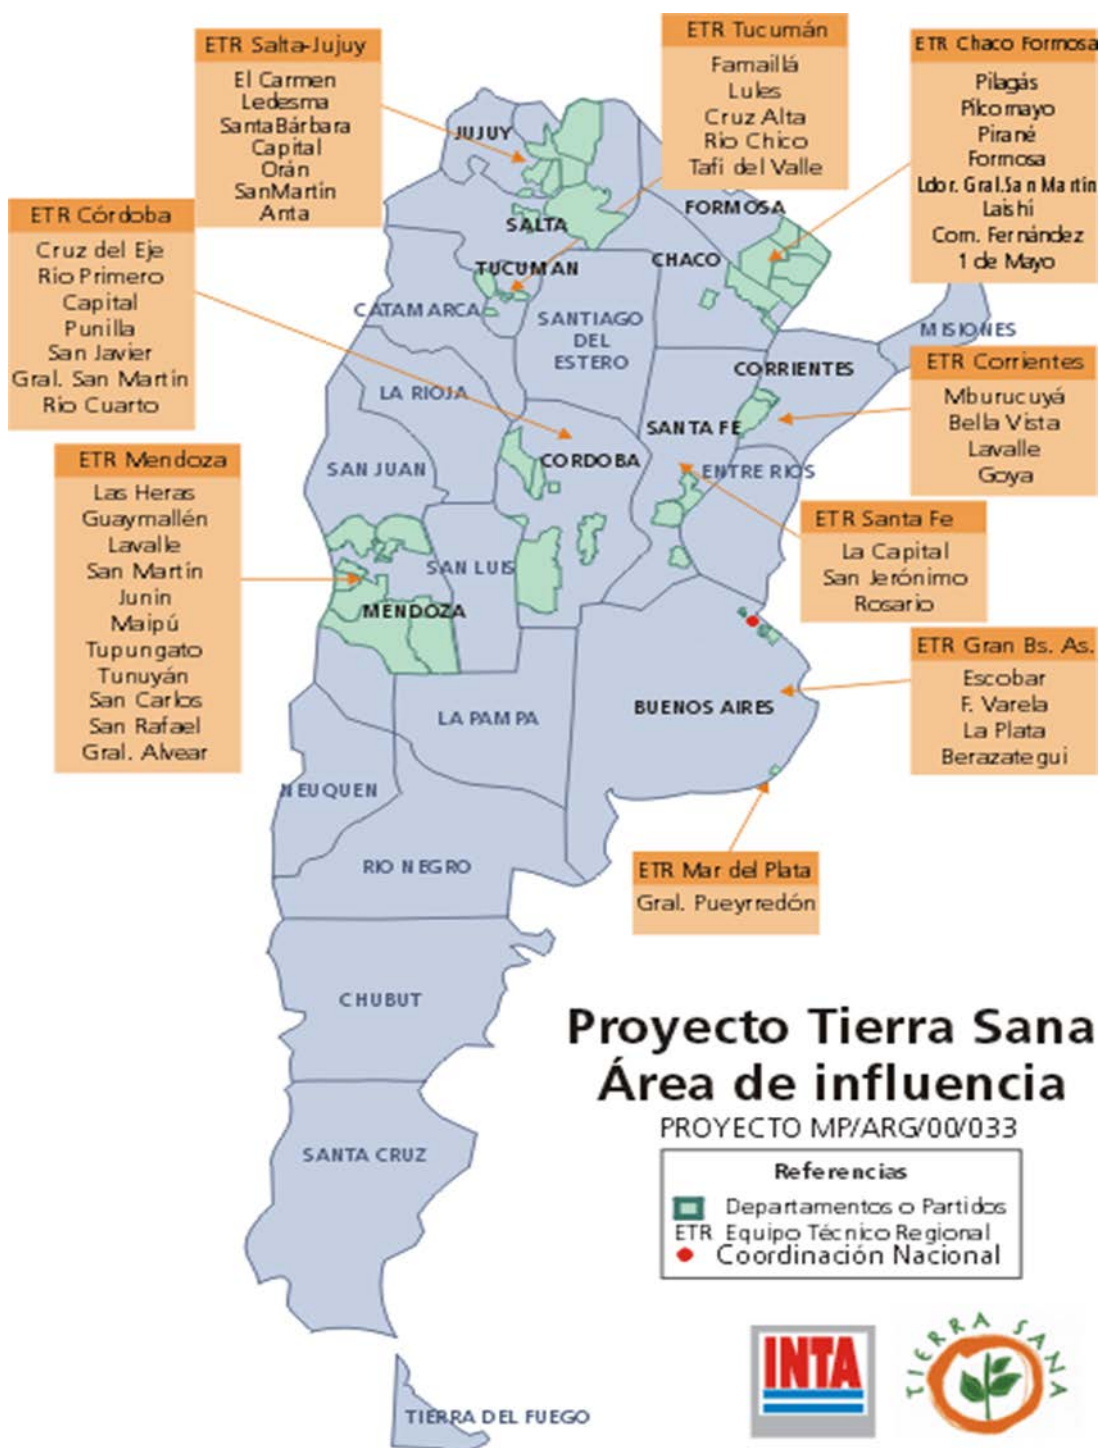 ETR Salta-Jujuy
El Carmen
Ledesma
Santa Bárbara
Capital
Orán
San Martín
Anta
ETR Tucumán
Famaillá
Lules
Cruz Alta
Rio Chico
Tafi del Valle
ETR Chaco Formosa
Pilagás
Pilcomayo
Pirané
Formosa
Ldor. Gral. San Martín
Laishí
Com. Fernández
1 de Mayo
ETR Córdoba
Cruz del Eje
Rio Primero
Capital
Punilla
San Javier
Gral. San Martín
Rio Cuarto
ETR Mendoza
Las Heras
Guaymallén
Lavalle
San Martín
Junin
Maipú
Tupungato
Tunuyán
San Carlos
San Rafael
Gral. Alvear
JUJUY
SALTA
FORMOSA
CHACO
TUCUMAN
CATAMARCA
SANTIAGO
DEL
ESTERO
MISIONES
CORRIENTES
LA RIOJA
SANTA FE
SAN JUAN
CORDOBA
ENTRE RIOS
SAN LUIS
MENDOZA
BUENOS AIRES
LA PAMPA
NEUQUEN
RIO NEGRO
CHUBUT
SANTA CRUZ
TIERRA DEL FUEGO
ETR Corrientes
Mburucuyá
Bella Vista
Lavalle
Goya
ETR Santa Fe
La Capital
San Jerónimo
Rosario
ETR Gran Bs. As.
Escobar
F. Varela
La Plata
Berazategui
ETR Mar del Plata
Gral. Pueyrredón
Proyecto Tierra Sana
Área de influencia
PROYECTO MP/ARG/00/033
Referencias
Departamentos o Partidos
ETR Equipo Técnico Regional
Coordinación Nacional
INTA
TIERRA SANA